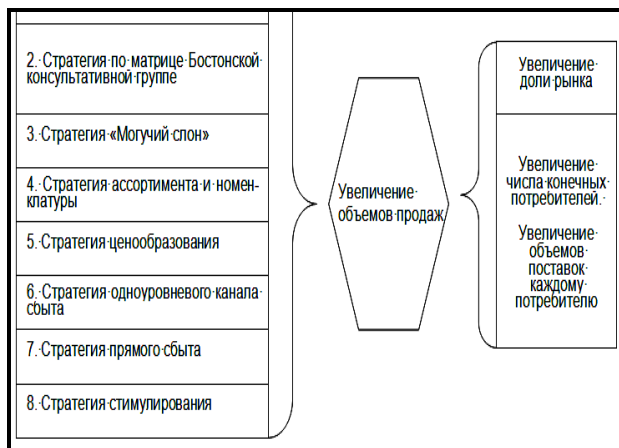 2. Стратегия по матрице Бостонской
консультативной группе
3. Стратегия «Могучий слон»
4. Стратегия ассортимента и номен-
клатуры
5. Стратегия ценообразования
6. Стратегия одноуровневого канала
сбыта
7. Стратегия прямого сбыта
8. Стратегия стимулирования
Увеличение
объемов продаж
Увеличение
доли рынка
Увеличение
числа конечных
потребителей.
Увеличение
объемов
поставок
каждому
потребителю